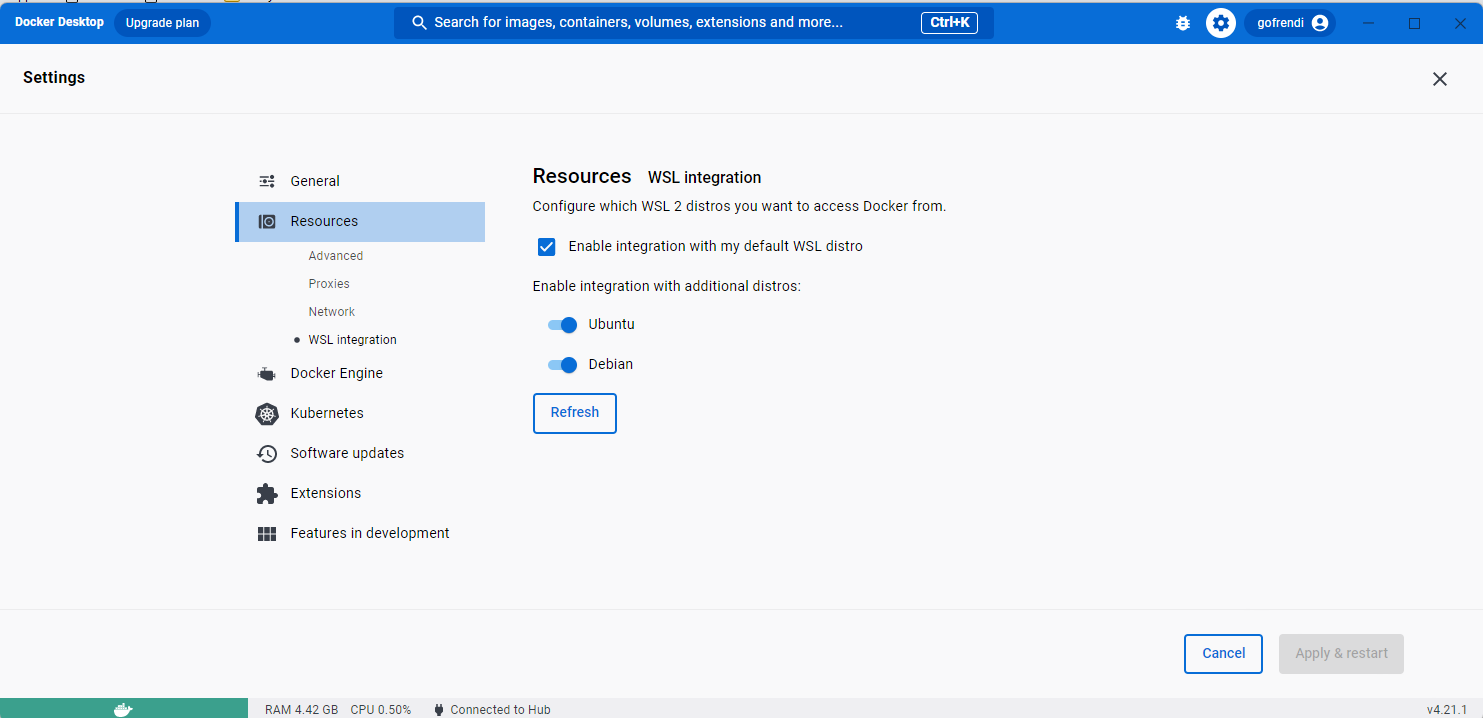 Docker Desktop Upgrade plan Search for images, containers, volumes, extensions and more... Ctrl+K gofrendi
Settings
General
Resources
Advanced
Proxies
Network
WSL integration
Docker Engine
Kubernetes
Software updates
Extensions
Features in development
Resources WSL integration
Configure which WSL 2 distros you want to access Docker from.
Enable integration with my default WSL distro
Enable integration with additional distros:
Ubuntu
Debian
Refresh
Cancel Apply & restart
RAM 4.42 GB CPU 0.50% Connected to Hub v4.21.1